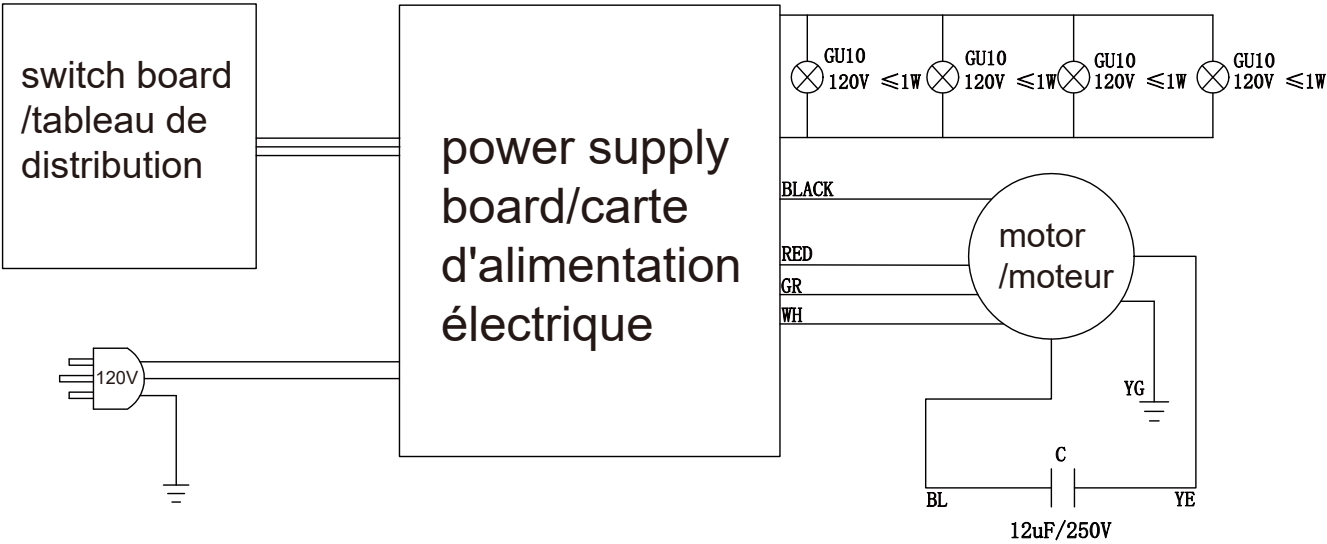 switch board
/tableau de
distribution
power supply
board/carte
d'alimentation
électrique
GU10
120V ≤1W
GU10
120V ≤1W
GU10
120V ≤1W
GU10
120V ≤1W
BLACK
RED
GR
WH
motor
/moteur
120V
YG
C
BL
YE
12uF/250V